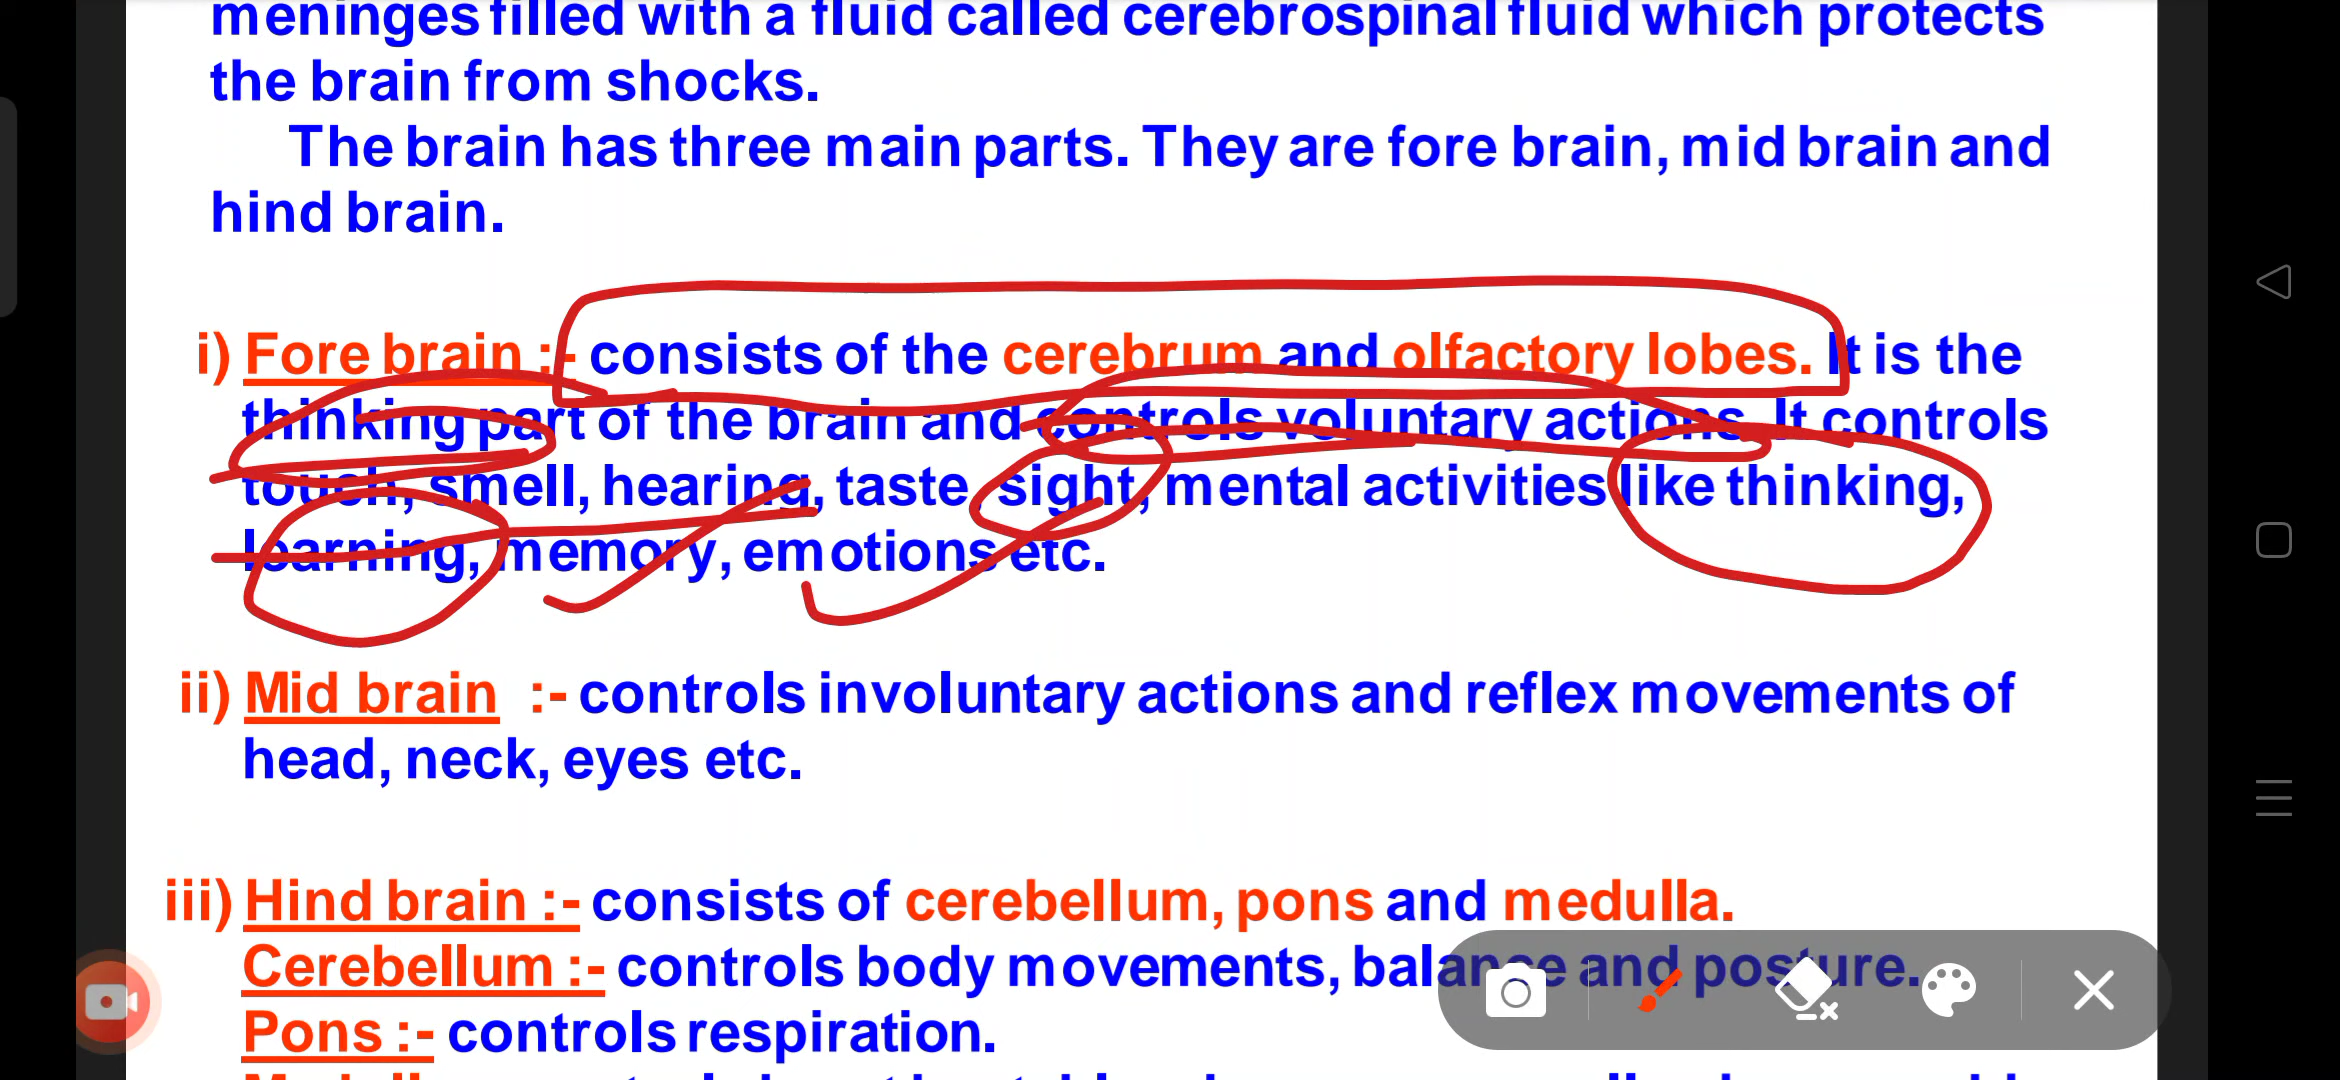 meninges filled with a fluid called cerebrospinal fluid which protects
the brain from shocks.
The brain has three main parts. They are fore brain, mid brain and
hind brain.
i) Fore brain :- consists of the cerebrum and olfactory lobes. It is the
thinking part of the brain and controls voluntary actions. It controls
touch, smell, hearing, taste, sight, mental activities like thinking,
learning, memory, emotions etc.
ii) Mid brain :- controls involuntary actions and reflex movements of
head, neck, eyes etc.
iii) Hind brain :- consists of cerebellum, pons and medulla.
Cerebellum :- controls body movements, balance and posture.
Pons :- controls respiration.